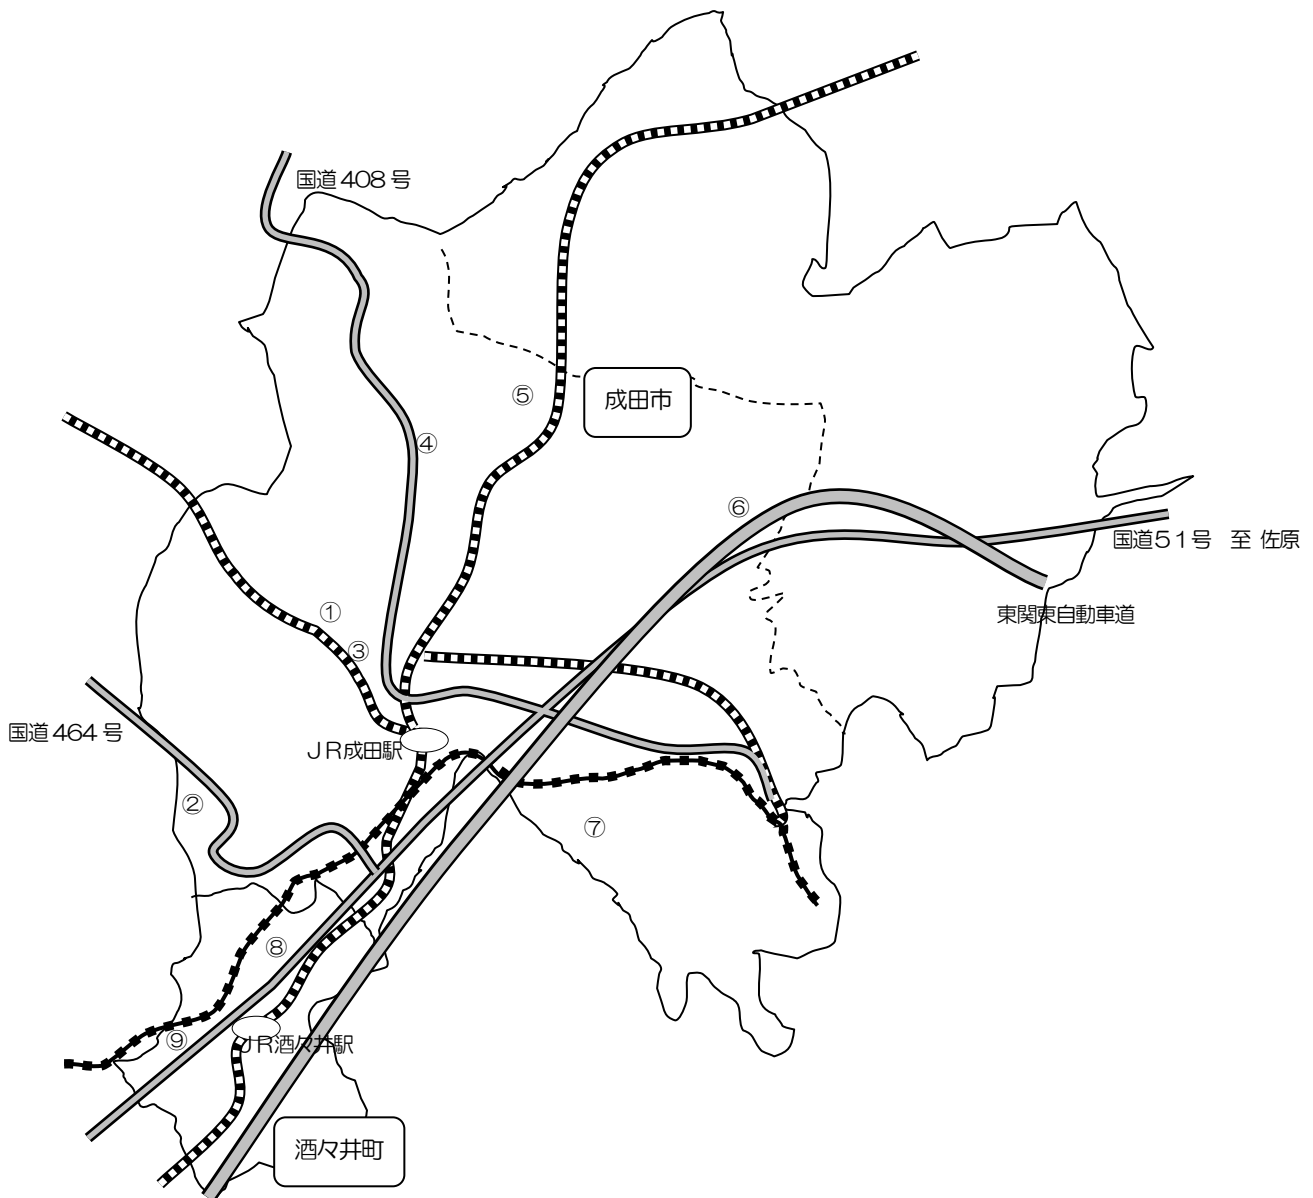 国道408号
⑤
成田市
④
⑥
国道51号 至 佐原
①
東関東自動車道
③
国道464号
JR成田駅
②
⑦
⑧
⑨
JR酒々井駅
酒々井町